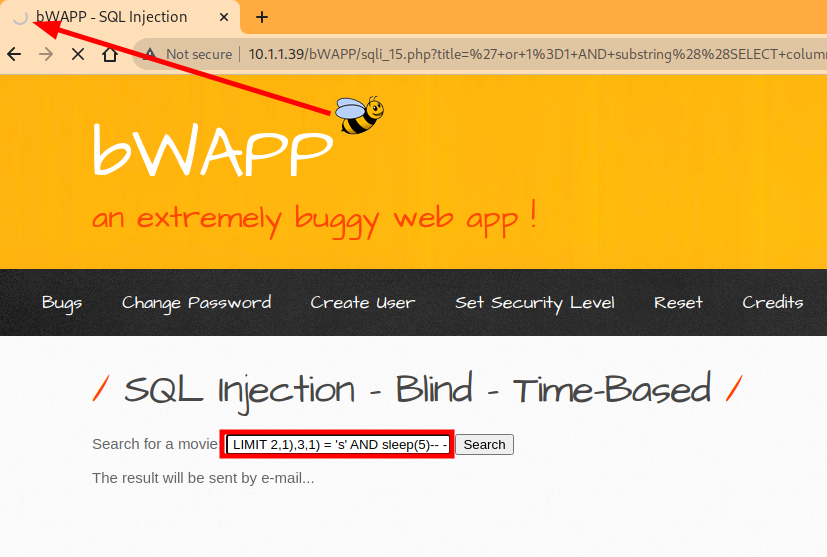 bWAPP - SQL Injection
Not secure 10.1.1.39/bWAPP/sqli_15.php?title=%27+or+1%3D1+AND+substring%28%28SELECT+colum
bWAPP
an extremely buggy web app !
Bugs Change Password Create User Set Security Level Reset Credits
/ SQL Injection - Blind - Time-Based /
Search for a movie: LIMIT 2,1),3,1) = 's' AND sleep(5)-- - Search
The result will be sent by e-mail...